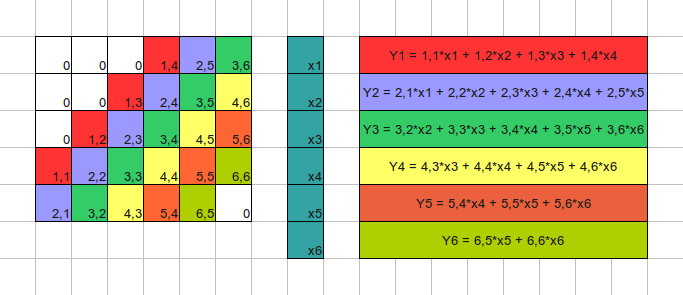 0 0 0 1,4 2,5 3,6 x1 Y1 = 1,1*x1 + 1,2*x2 + 1,3*x3 + 1,4*x4
0 0 1,3 2,4 3,5 4,6 x2 Y2 = 2,1*x1 + 2,2*x2 + 2,3*x3 + 2,4*x4 + 2,5*x5
0 1,2 2,3 3,4 4,5 5,6 x3 Y3 = 3,2*x2 + 3,3*x3 + 3,4*x4 + 3,5*x5 + 3,6*x6
1,1 2,2 3,3 4,4 5,5 6,6 x4 Y4 = 4,3*x3 + 4,4*x4 + 4,5*x5 + 4,6*x6
2,1 3,2 4,3 5,4 6,5 0 x5 Y5 = 5,4*x4 + 5,5*x5 + 5,6*x6
x6 Y6 = 6,5*x5 + 6,6*x6